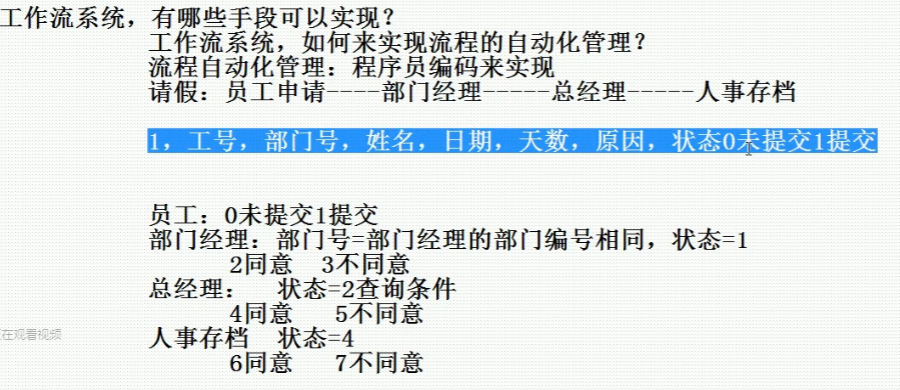 工作流系统，有哪些手段可以实现？
工作流系统，如何来实现流程的自动化管理？
流程自动化管理：程序员编码来实现
请假：员工申请----部门经理-----总经理-----人事存档
1，工号，部门号，姓名，日期，天数，原因，状态0未提交1提交
员工：0未提交1提交
部门经理：部门号=部门经理的部门编号相同，状态=1
2同意 3不同意
总经理： 状态=2查询条件
4同意 5不同意
在观看视频
人事存档 状态=4
6同意 7不同意